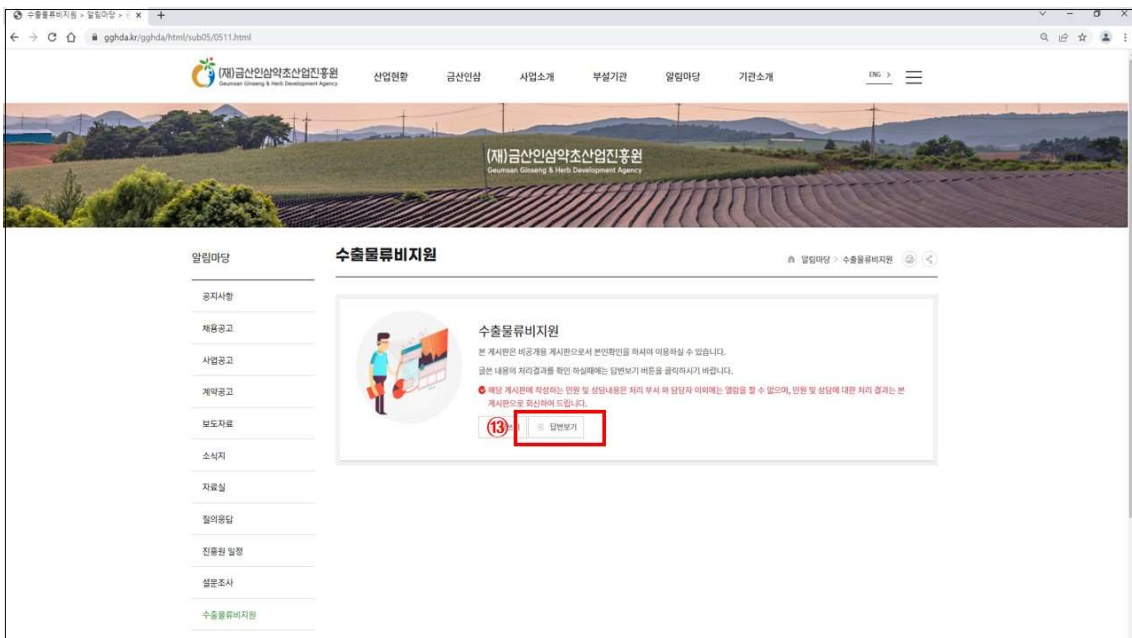 수출물류비지원 > 알림마당 >
gghda.kr/gghda/html/sub05/0511.html
(재)금산인삼약초산업진흥원
Geumsan Ginseng & Herb Development Agency
산업현황 금산인삼 사업소개 부설기관 알림마당 기관소개
ENG >
(재)금산인삼약초산업진흥원
Geumsan Ginseng & Herb Development Agency
알림마당
공지사항
채용공고
사업공고
계약공고
보도자료
소식지
자료실
질의응답
진흥원 일정
설문조사
수출물류비지원
수출물류비지원
알림마당 > 수출물류비지원
수출물류비지원
본 게시판은 비공개용 게시판으로서 본인확인을 하셔야 이용하실 수 있습니다.
글쓴 내용의 처리결과를 확인 하실때에는 답변보기 버튼을 클릭하시기 바랍니다.
해당 게시판에 작성하는 민원 및 상담내용은 처리 부서 와 담당자 이외에는 열람을 할 수 없으며, 민원 및 상담에 대한 처리 결과는 본
게시판으로 회신하여 드립니다.
⑬ 답변보기